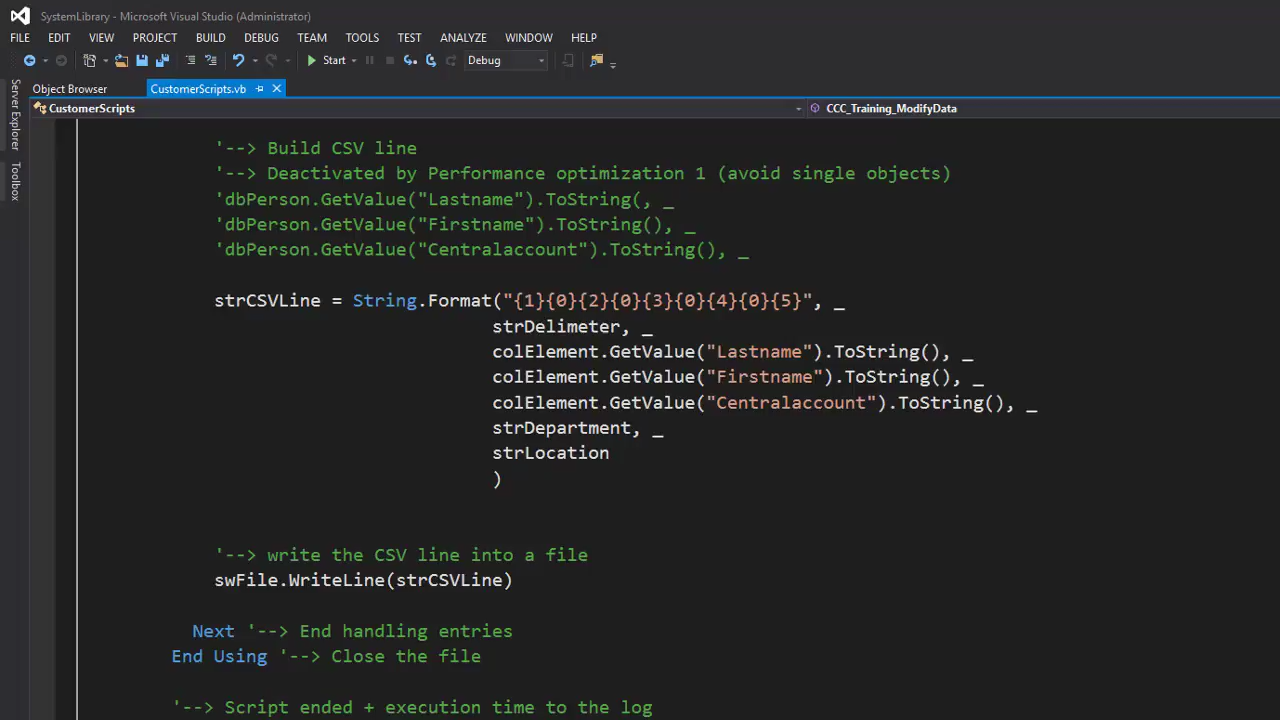 SystemLibrary - Microsoft Visual Studio (Administrator)
FILE EDIT VIEW PROJECT BUILD DEBUG TEAM TOOLS TEST ANALYZE WINDOW HELP
Start Debug
Object Browser CustomerScripts.vb
CustomerScripts CCC_Training_ModifyData
Server Explorer
Toolbox
'--> Build CSV line
'--> Deactivated by Performance optimization 1 (avoid single objects)
'dbPerson.GetValue("Lastname").ToString(, _
'dbPerson.GetValue("Firstname").ToString(), _
'dbPerson.GetValue("Centralaccount").ToString(), _
strCSVLine = String.Format("{1}{0}{2}{0}{3}{0}{4}{0}{5}", _
strDelimeter, _
colElement.GetValue("Lastname").ToString(), _
colElement.GetValue("Firstname").ToString(), _
colElement.GetValue("Centralaccount").ToString(), _
strDepartment, _
strLocation
)
'--> write the CSV line into a file
swFile.WriteLine(strCSVLine)
Next '--> End handling entries
End Using '--> Close the file
'--> Script ended + execution time to the log